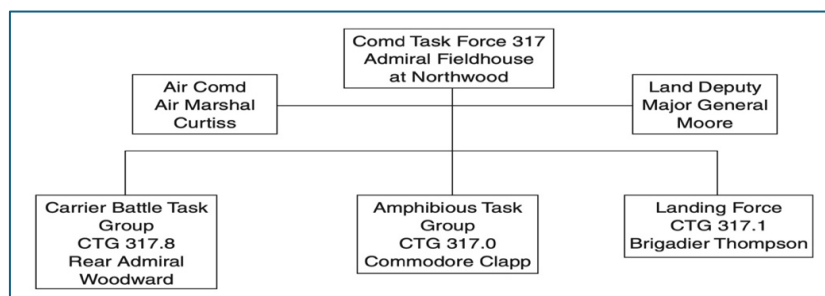 Comd Task Force 317
Admiral Fieldhouse
at Northwood
Air Comd
Air Marshal
Curtiss
Land Deputy
Major General
Moore
Carrier Battle Task
Group
CTG 317.8
Rear Admiral
Woodward
Amphibious Task
Group
CTG 317.0
Commodore Clapp
Landing Force
CTG 317.1
Brigadier Thompson